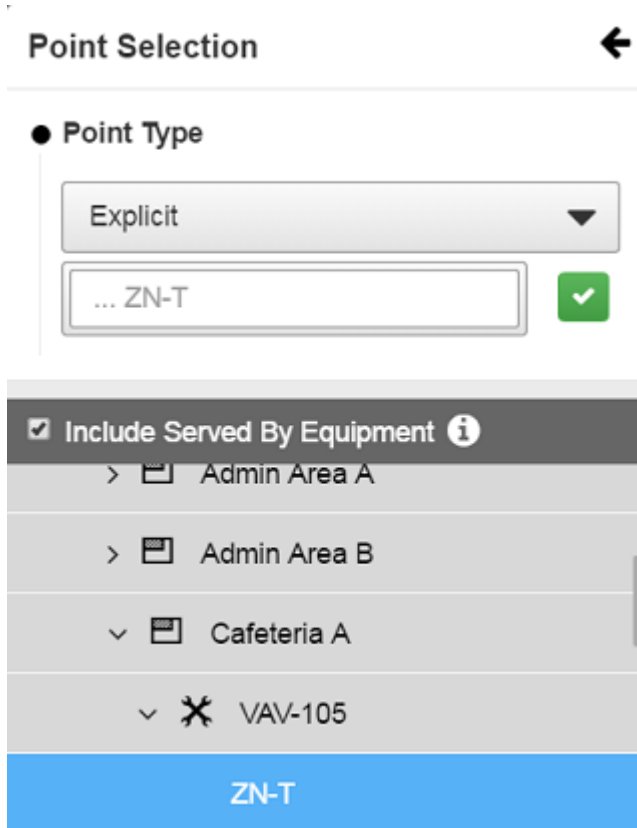 Point Selection
Point Type
Explicit
... ZN-T
Include Served By Equipment
Admin Area A
Admin Area B
Cafeteria A
VAV-105
ZN-T